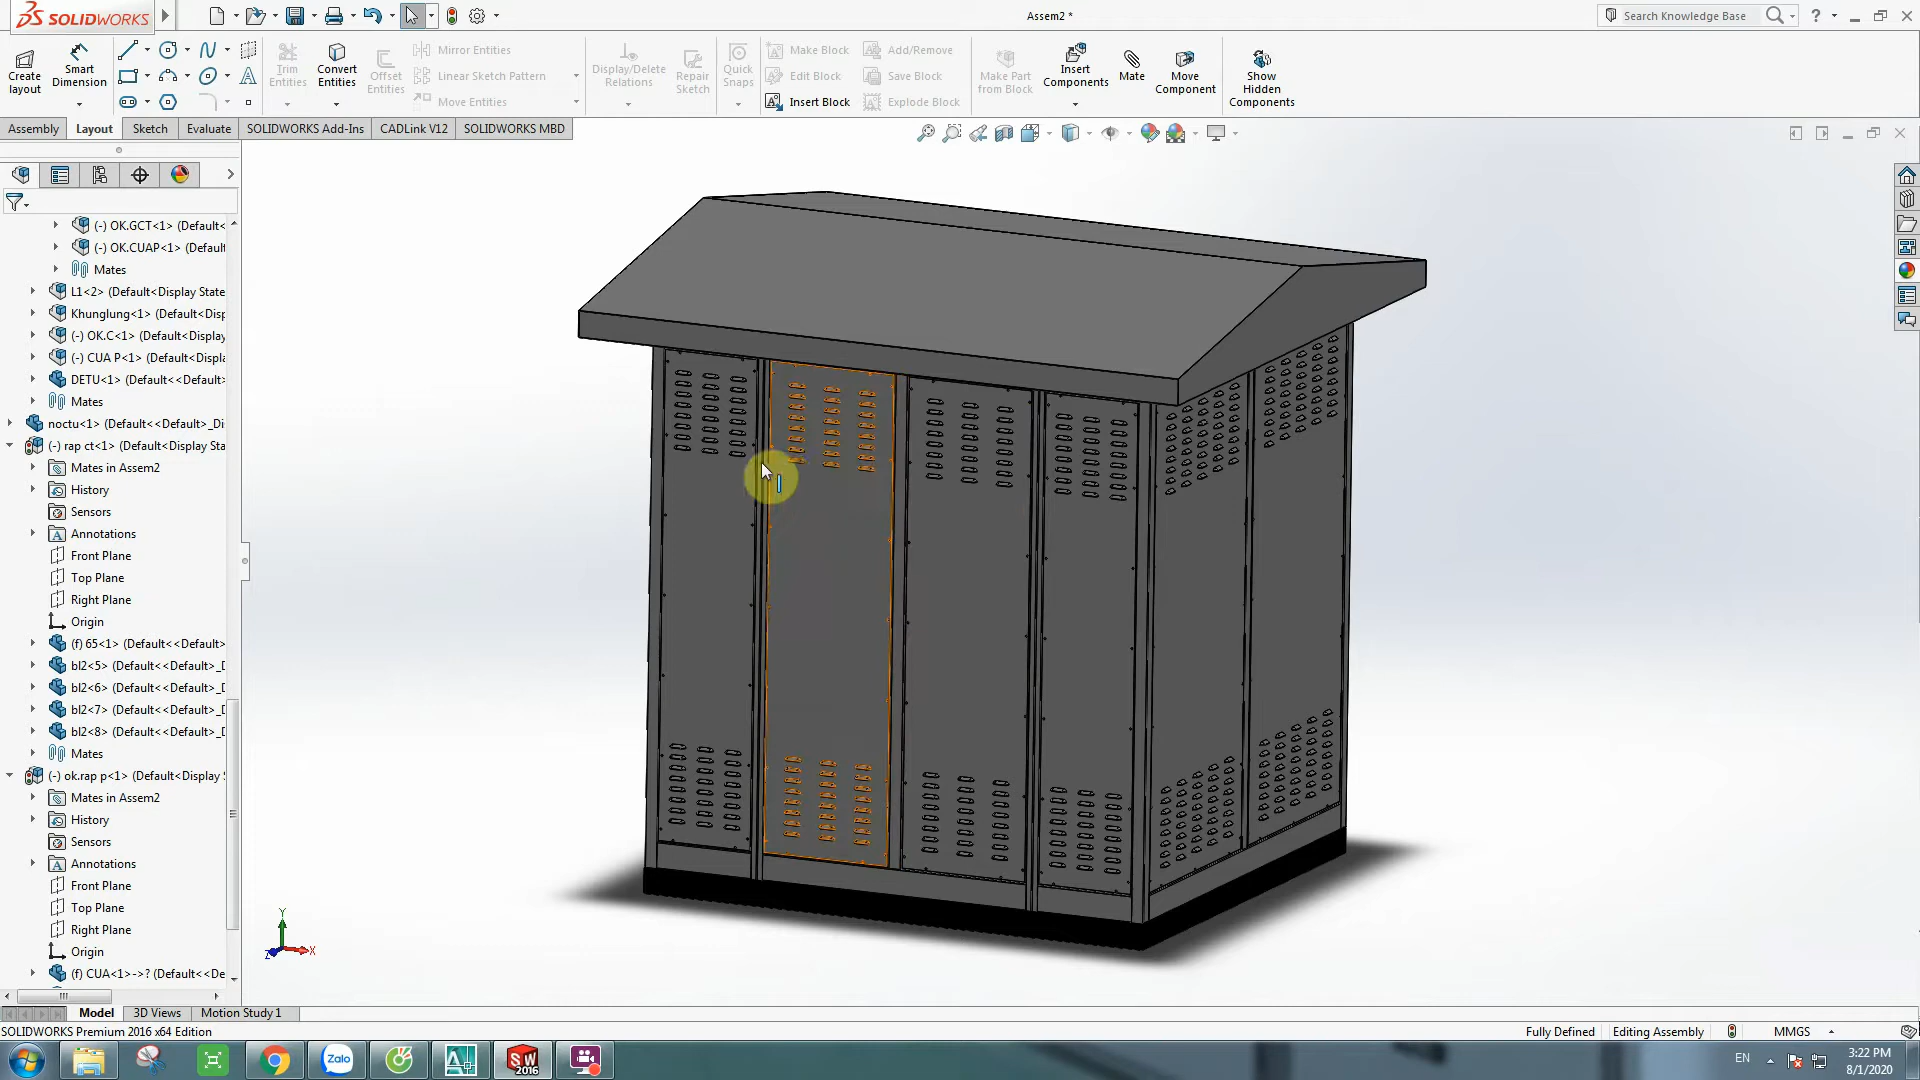 SOLIDWORKS
Assem2 *
Search Knowledge Base
Create layout
Smart Dimension
Trim Entities
Convert Entities
Offset Entities
Mirror Entities
Linear Sketch Pattern
Move Entities
Display/Delete Relations
Repair Sketch
Quick Snaps
Make Block
Edit Block
Insert Block
Add/Remove
Save Block
Explode Block
Make Part from Block
Insert Components
Mate
Move Component
Show Hidden Components
Assembly
Layout
Sketch
Evaluate
SOLIDWORKS Add-Ins
CADLink V12
SOLIDWORKS MBD
(-) OK.GCT<1> (Default<
(-) OK.CUAP<1> (Defaul
Mates
L1<2> (Default<Display State
Khunglung<1> (Default<Disp
(-) OK.C<1> (Default<Display
(-) CUA P<1> (Default<Displa
DETU<1> (Default<<Default>
Mates
noctu<1> (Default<<Default>_Di
(-) rap ct<1> (Default<Display Sta
Mates in Assem2
History
Sensors
Annotations
Front Plane
Top Plane
Right Plane
Origin
(f) 65<1> (Default<<Default>
bl2<5> (Default<<Default>_D
bl2<6> (Default<<Default>_D
bl2<7> (Default<<Default>_D
bl2<8> (Default<<Default>_D
Mates
(-) ok.rap p<1> (Default<Display
Mates in Assem2
History
Sensors
Annotations
Front Plane
Top Plane
Right Plane
Origin
(f) CUA<1>->? (Default<<De
Y
X
Z
Model
3D Views
Motion Study 1
SOLIDWORKS Premium 2016 x64 Edition
Fully Defined
Editing Assembly
MMGS
Zalo
SW
2016
EN
3:22 PM
8/1/2020